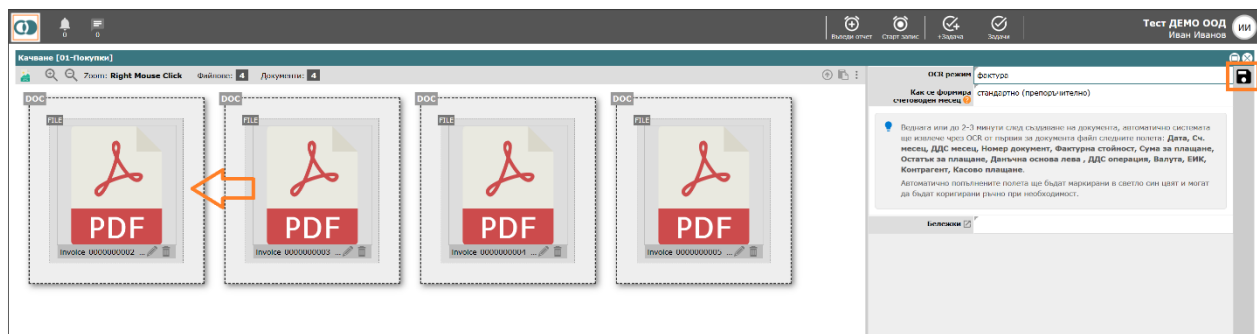 0
0
Въведи отчет
Старт запис
+Задача
Задачи
Тест ДЕМО ООД
Иван Иванов
ИИ
Качване [01-Покупки]
Zoom: Right Mouse Click
Файлове: 4
Документи: 4
OCR режим
фактура
Как се формира
счетоводен месец
стандартно (препоръчително)
Веднага или до 2-3 минути след създаване на документа, автоматично системата
ще извлече чрез OCR от първия за документа файл следните полета: Дата, Сч.
месец, ДДС месец, Номер документ, Фактурна стойност, Сума за плащане,
Остатък за плащане, Данъчна основа лева , ДДС операция, Валута, ЕИК,
Контрагент, Касово плащане.
Автоматично попълнените полета ще бъдат маркирани в светло син цвят и могат
да бъдат коригирани ръчно при необходимост.
Бележки
DOC
FILE
PDF
Invoice 0000000002 ...
DOC
FILE
PDF
Invoice 0000000003 ...
DOC
FILE
PDF
Invoice 0000000004 ...
DOC
FILE
PDF
Invoice 0000000005 ...